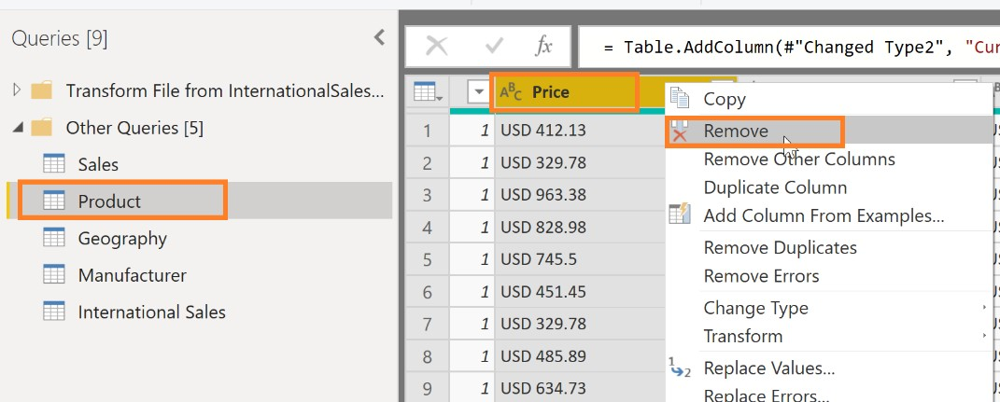 Queries [9]
Transform File from InternationalSales...
Other Queries [5]
Sales
Product
Geography
Manufacturer
International Sales
fx
= Table.AddColumn(#"Changed Type2", "Cur
ABC Price
1 1 USD 412.13
2 1 USD 329.78
3 1 USD 963.38
4 1 USD 828.98
5 1 USD 745.5
6 1 USD 451.45
7 1 USD 329.78
8 1 USD 485.89
9 1 USD 634.73
Copy
Remove
Remove Other Columns
Duplicate Column
Add Column From Examples...
Remove Duplicates
Remove Errors
Change Type
Transform
1 2 Replace Values...
Replace Errors...